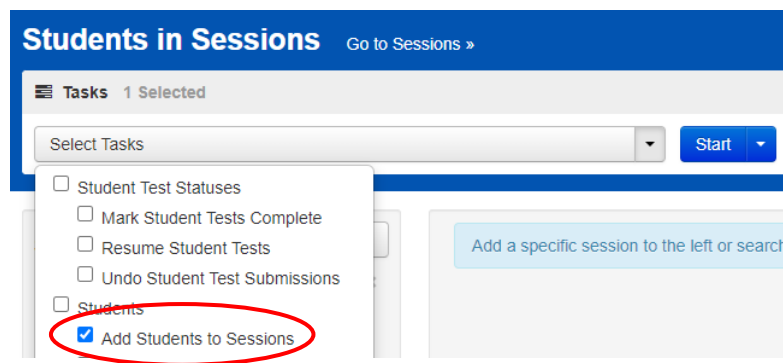 Students in Sessions Go to Sessions »
Tasks 1 Selected
Select Tasks Start
Student Test Statuses
Mark Student Tests Complete
Resume Student Tests
Undo Student Test Submissions
Add a specific session to the left or search
Students
Add Students to Sessions